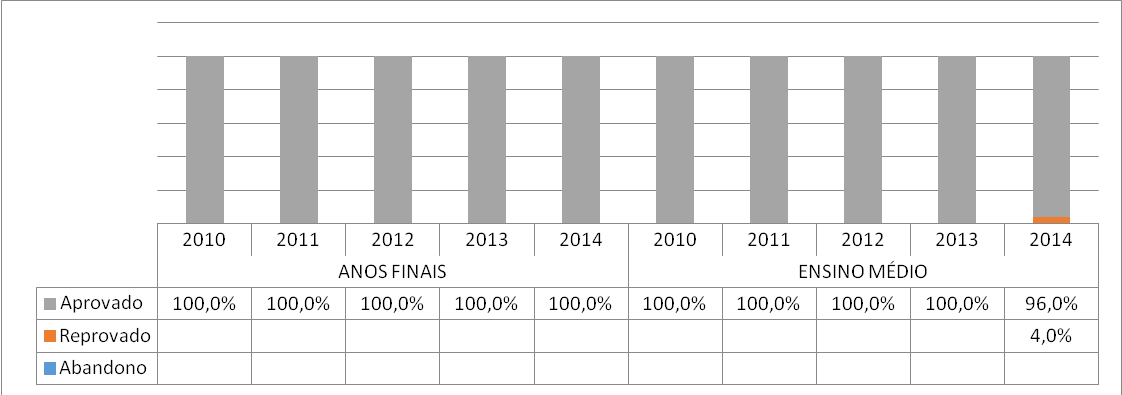 2010 2011 2012 2013 2014 2010 2011 2012 2013 2014
ANOS FINAIS ENSINO MÉDIO
Aprovado 100,0% 100,0% 100,0% 100,0% 100,0% 100,0% 100,0% 100,0% 100,0% 96,0%
Reprovado 4,0%
Abandono